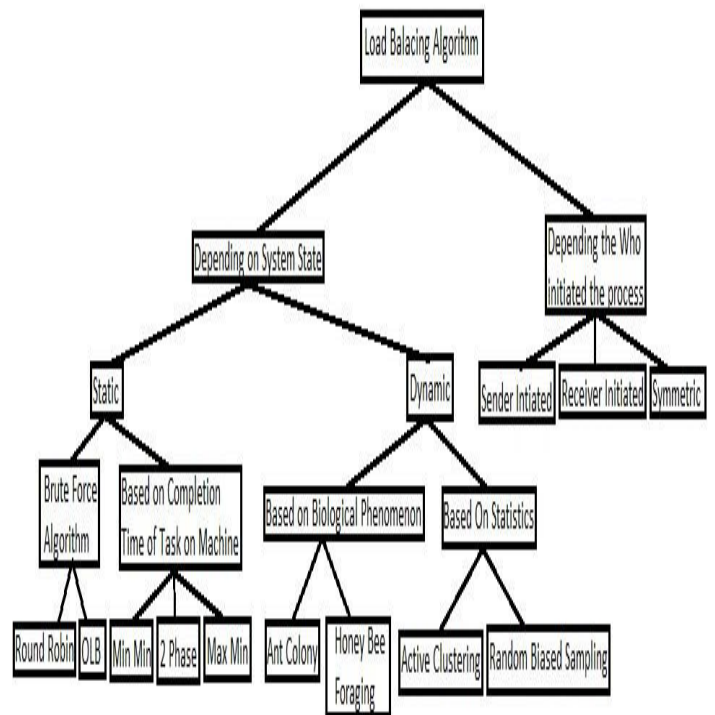 Load Balacing Algorithm
Depending on System State
Depending the Who
initiated the process
Static
Dynamic
Sender Intiated
Receiver Initiated
Symmetric
Brute Force
Algorithm
Based on Completion
Time of Task on Machine
Based on Biological Phenomenon
Based On Statistics
Round Robin
OLB
Min Min
2 Phase
Max Min
Ant Colony
Honey Bee
Foraging
Active Clustering
Random Biased Sampling